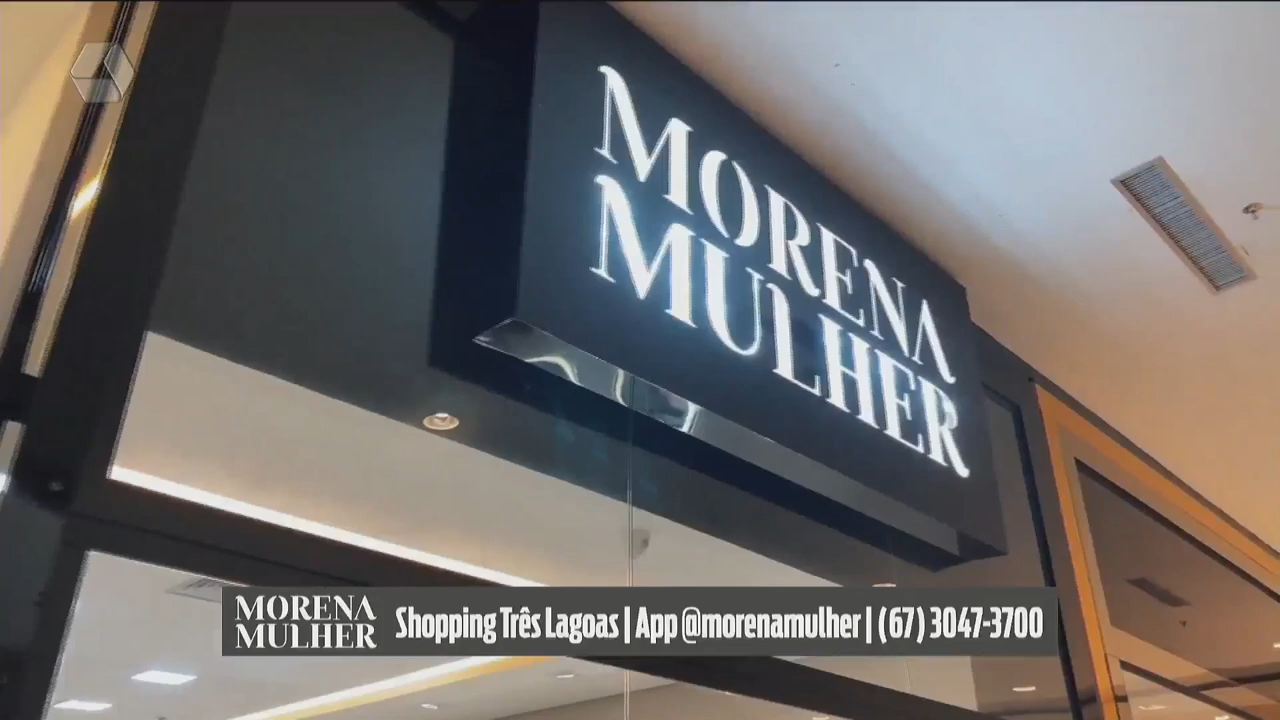 MORENA
MULHER
MORENA
MULHER
Shopping Três Lagoas | App @morenamulher | (67) 3047-3700